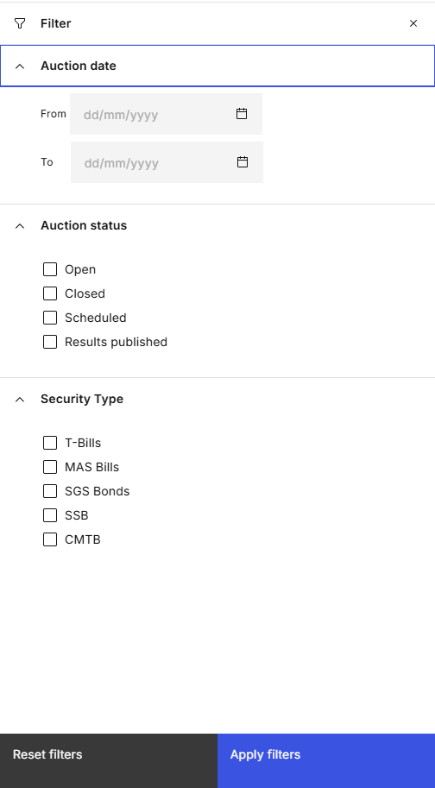 Filter
Auction date
From dd/mm/yyyy
To dd/mm/yyyy
Auction status
Open
Closed
Scheduled
Results published
Security Type
T-Bills
MAS Bills
SGS Bonds
SSB
CMTB
Reset filters Apply filters